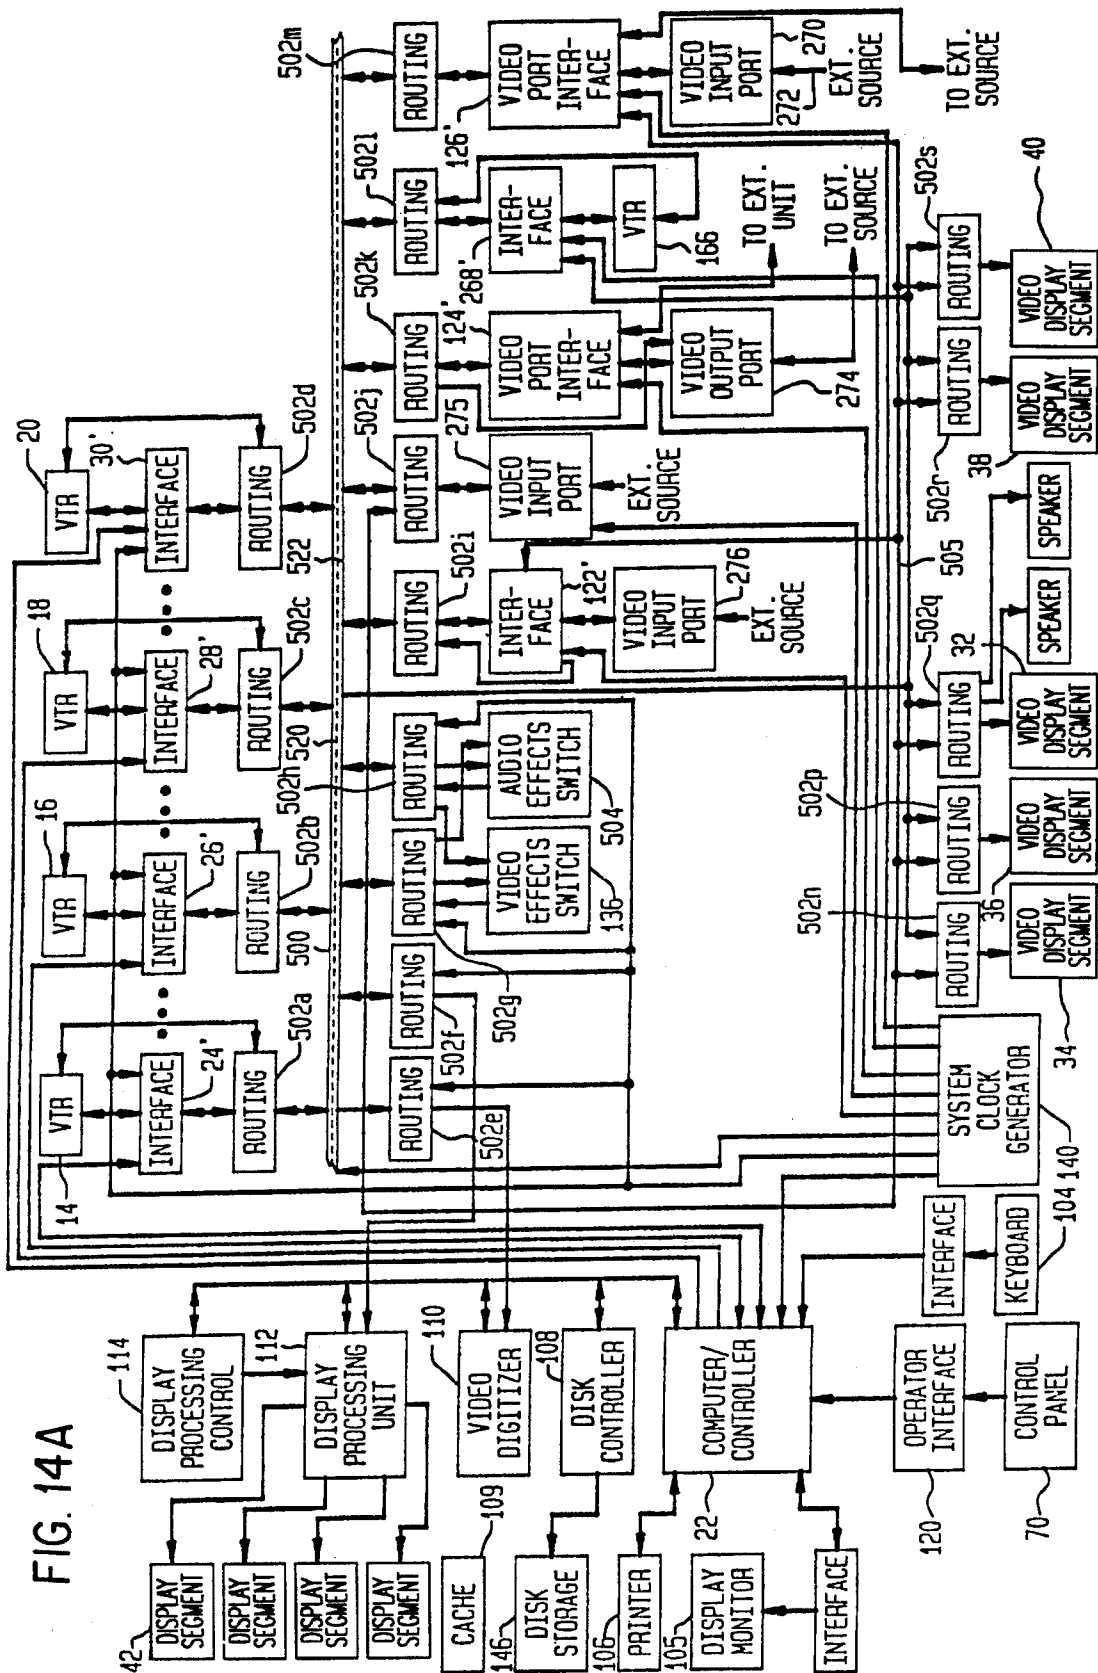 FIG. 14A
42
DISPLAY
SEGMENT
DISPLAY
SEGMENT
DISPLAY
SEGMENT
DISPLAY
SEGMENT
CACHE
109
146
DISK
STORAGE
106
PRINTER
105
DISPLAY
MONITOR
INTERFACE
114
DISPLAY
PROCESSING
CONTROL
112
DISPLAY
PROCESSING
UNIT
110
VIDEO
DIGITIZER
108
DISK
CONTROLLER
COMPUTER/
CONTROLLER
22
OPERATOR
INTERFACE
120
CONTROL
PANEL
70
INTERFACE
KEYBOARD
104
14
VTR
INTERFACE
24'
ROUTING
502a
16
VTR
INTERFACE
26'
ROUTING
502b
18
VTR
INTERFACE
28'
ROUTING
502c
20
VTR
30'
INTERFACE
ROUTING
502d
500
520
522
ROUTING
502e
ROUTING
502f
ROUTING
502g
502h
ROUTING
VIDEO
EFFECTS
SWITCH
136
AUDIO
EFFECTS
SWITCH
504
502i
ROUTING
INTER-
FACE
122'
VIDEO
INPUT
PORT
276
EXT.
SOURCE
502j
ROUTING
275
VIDEO
INPUT
PORT
EXT.
SOURCE
502k
ROUTING
124'
VIDEO
PORT
INTER-
FACE
VIDEO
OUTPUT
PORT
274
TO EXT.
UNIT
TO EXT.
SOURCE
502l
ROUTING
268'
INTER-
FACE
VTR
166
502m
ROUTING
126'
VIDEO
PORT
INTER-
FACE
VIDEO
INPUT
PORT
270
272
EXT.
SOURCE
TO EXT.
SOURCE
SYSTEM
CLOCK
GENERATOR
140
505
502n
ROUTING
VIDEO
DISPLAY
SEGMENT
34
502p
ROUTING
VIDEO
DISPLAY
SEGMENT
36
502q
ROUTING
32
VIDEO
DISPLAY
SEGMENT
SPEAKER
SPEAKER
502r
ROUTING
VIDEO
DISPLAY
SEGMENT
38
502s
ROUTING
VIDEO
DISPLAY
SEGMENT
40